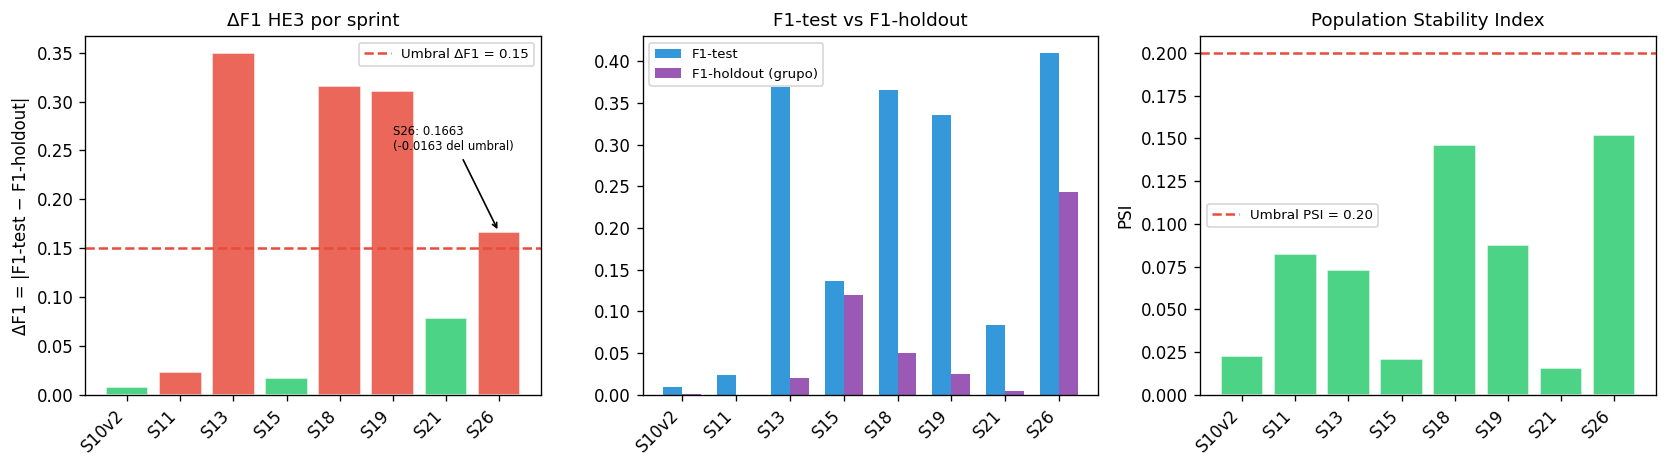 ΔF1 HE3 por sprint
ΔF1 = |F1-test − F1-holdout|
0.35
0.30
0.25
0.20
0.15
0.10
0.05
0.00
Umbral ΔF1 = 0.15
S26: 0.1663
(-0.0163 del umbral)
S10v2
S11
S13
S15
S18
S19
S21
S26
F1-test vs F1-holdout
0.40
0.35
0.30
0.25
0.20
0.15
0.10
0.05
0.00
F1-test
F1-holdout (grupo)
S10v2
S11
S13
S15
S18
S19
S21
S26
Population Stability Index
PSI
0.200
0.175
0.150
0.125
0.100
0.075
0.050
0.025
0.000
Umbral PSI = 0.20
S10v2
S11
S13
S15
S18
S19
S21
S26